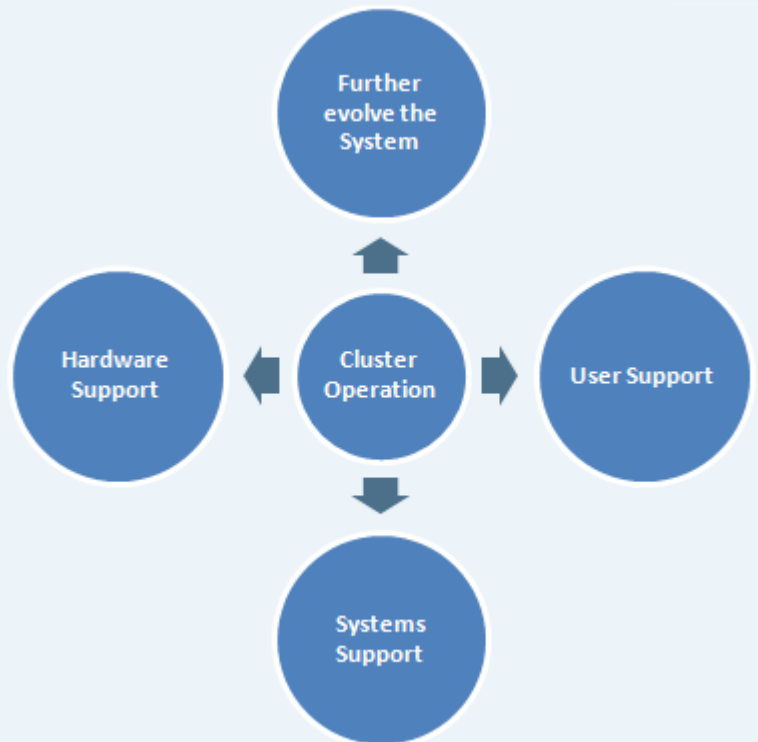 Further
evolve the
System
Hardware
Support
Cluster
Operation
User Support
Systems
Support